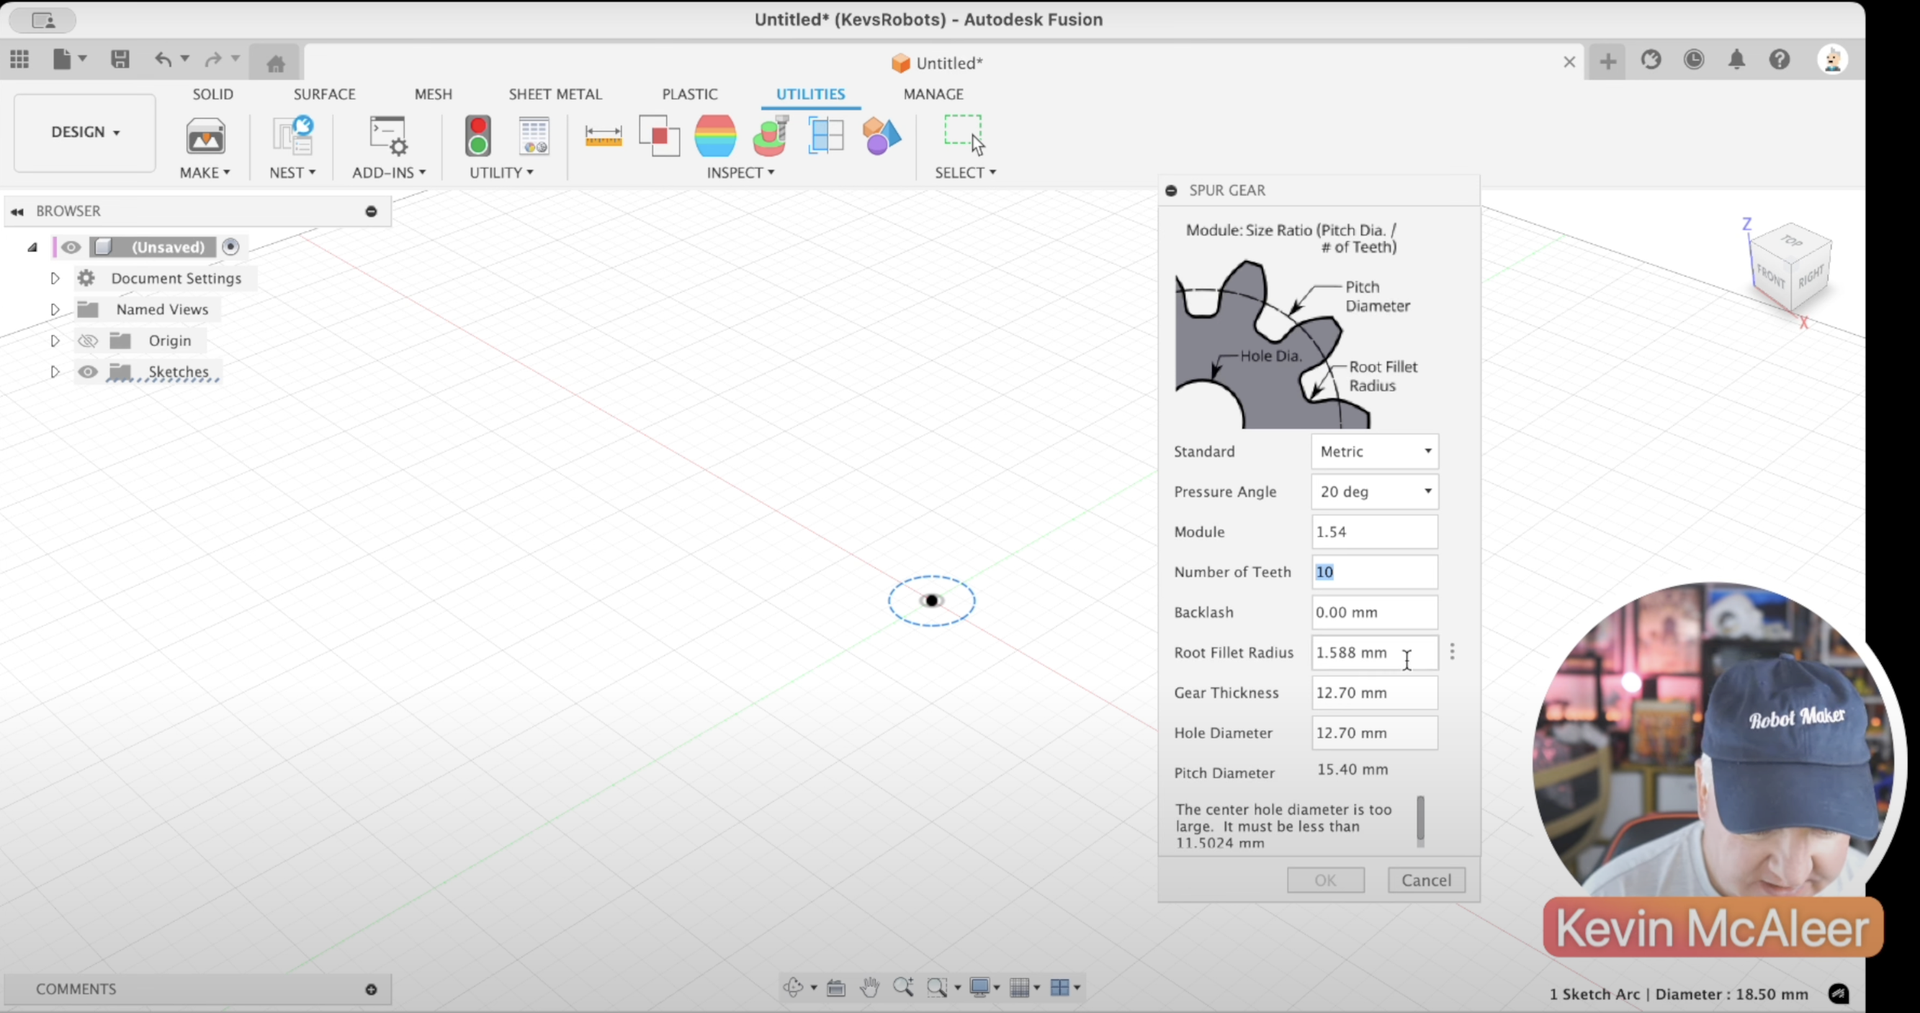 Untitled* (KevsRobots) - Autodesk Fusion
Untitled*
SOLID
SURFACE
MESH
SHEET METAL
PLASTIC
UTILITIES
MANAGE
DESIGN
MAKE
NEST
ADD-INS
UTILITY
INSPECT
SELECT
BROWSER
(Unsaved)
Document Settings
Named Views
Origin
Sketches
SPUR GEAR
Module: Size Ratio (Pitch Dia. /
# of Teeth)
Pitch
Diameter
Hole Dia.
Root Fillet
Radius
Standard Metric
Pressure Angle 20 deg
Module 1.54
Number of Teeth 10
Backlash 0.00 mm
Root Fillet Radius 1.588 mm
Gear Thickness 12.70 mm
Hole Diameter 12.70 mm
Pitch Diameter 15.40 mm
The center hole diameter is too
large. It must be less than
11.5024 mm
OK
Cancel
Z
TOP
FRONT
RIGHT
X
Robot Maker
Kevin McAleer
COMMENTS
1 Sketch Arc | Diameter : 18.50 mm